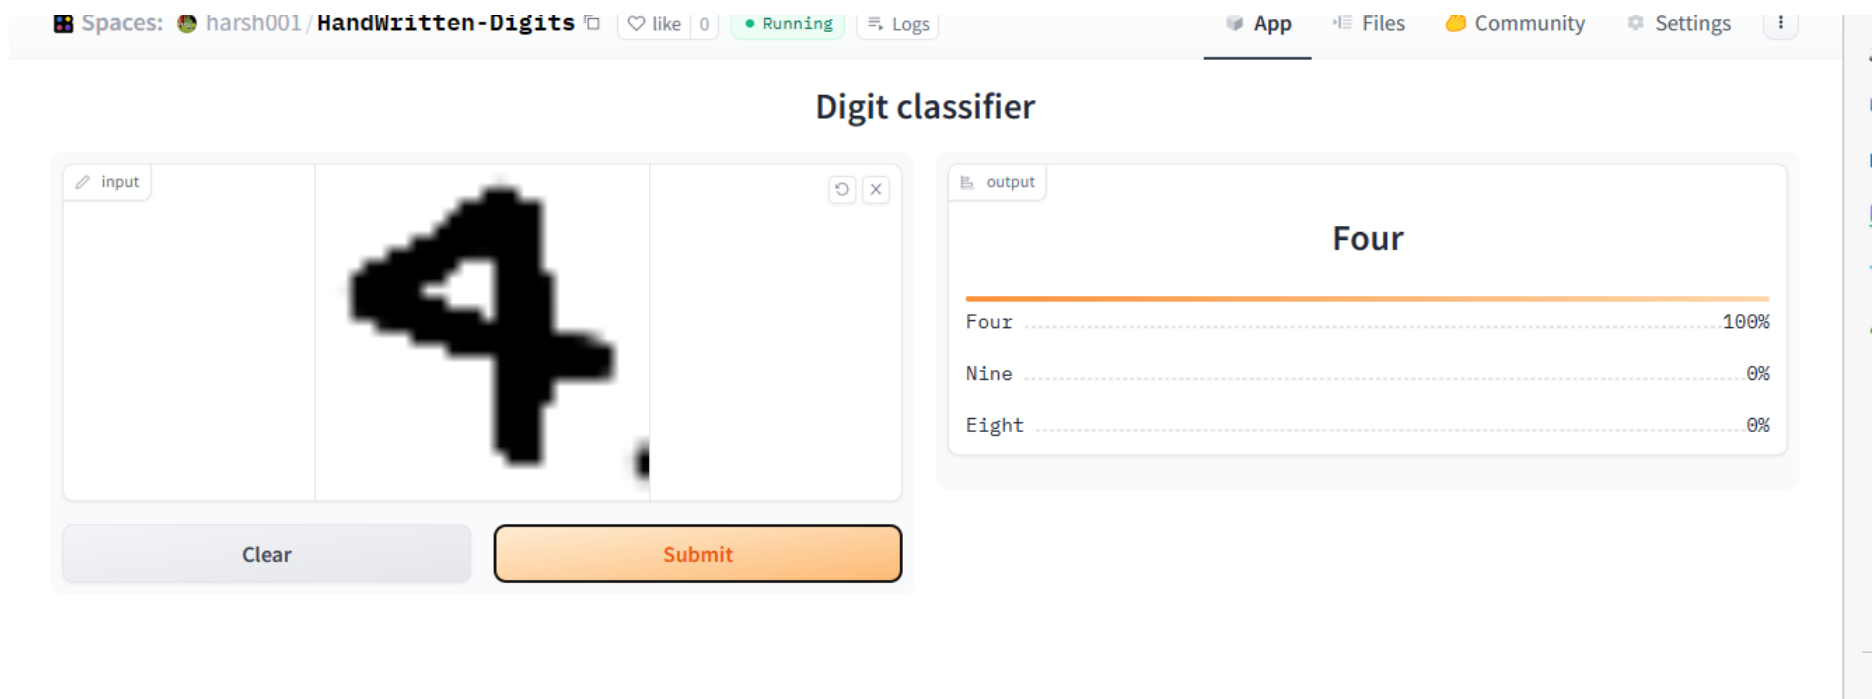 Spaces: harsh001/HandWritten-Digits like 0 Running Logs App Files Community Settings
Digit classifier
input
4
output
Four
Four 100%
Nine 0%
Eight 0%
Clear Submit